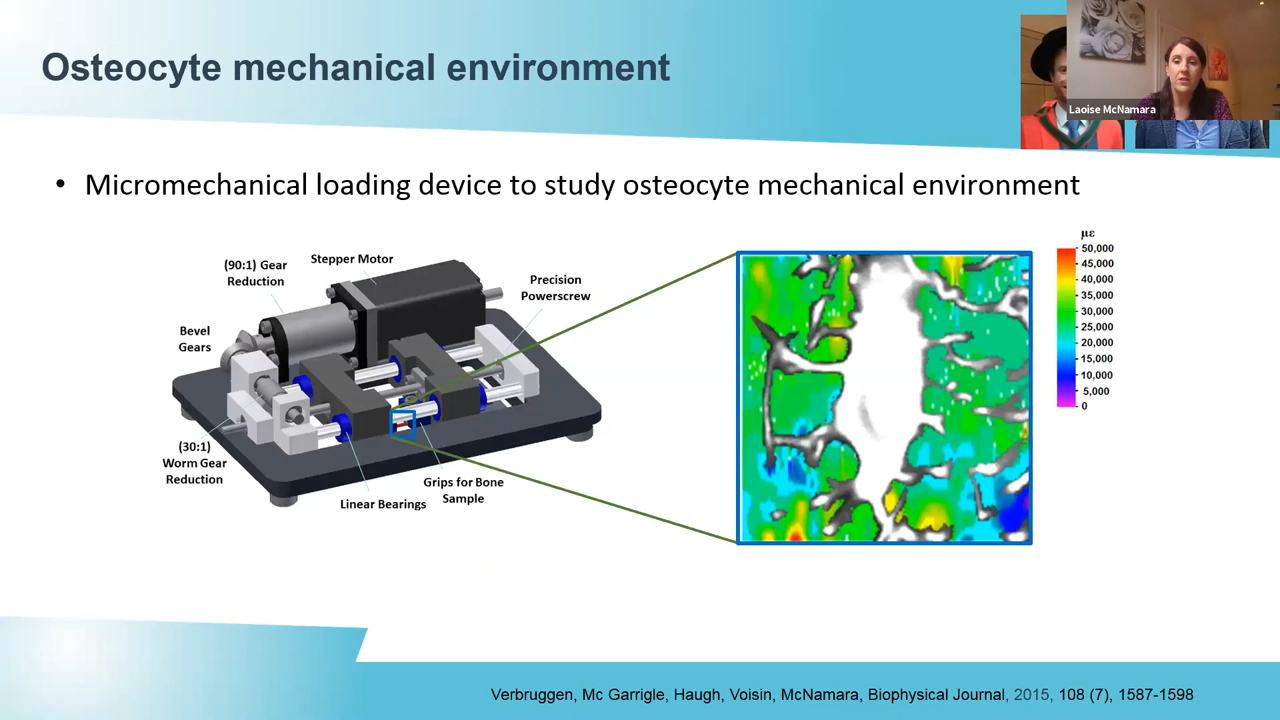 Osteocyte mechanical environment
Laoise McNamara
• Micromechanical loading device to study osteocyte mechanical environment
(90:1) Gear
Reduction
Stepper Motor
Precision
Powerscrew
Bevel
Gears
(30:1)
Worm Gear
Reduction
Linear Bearings
Grips for Bone
Sample
με
50,000
45,000
40,000
35,000
30,000
25,000
20,000
15,000
10,000
5,000
0
Verbruggen, Mc Garrigle, Haugh, Voisin, McNamara, Biophysical Journal, 2015, 108 (7), 1587-1598